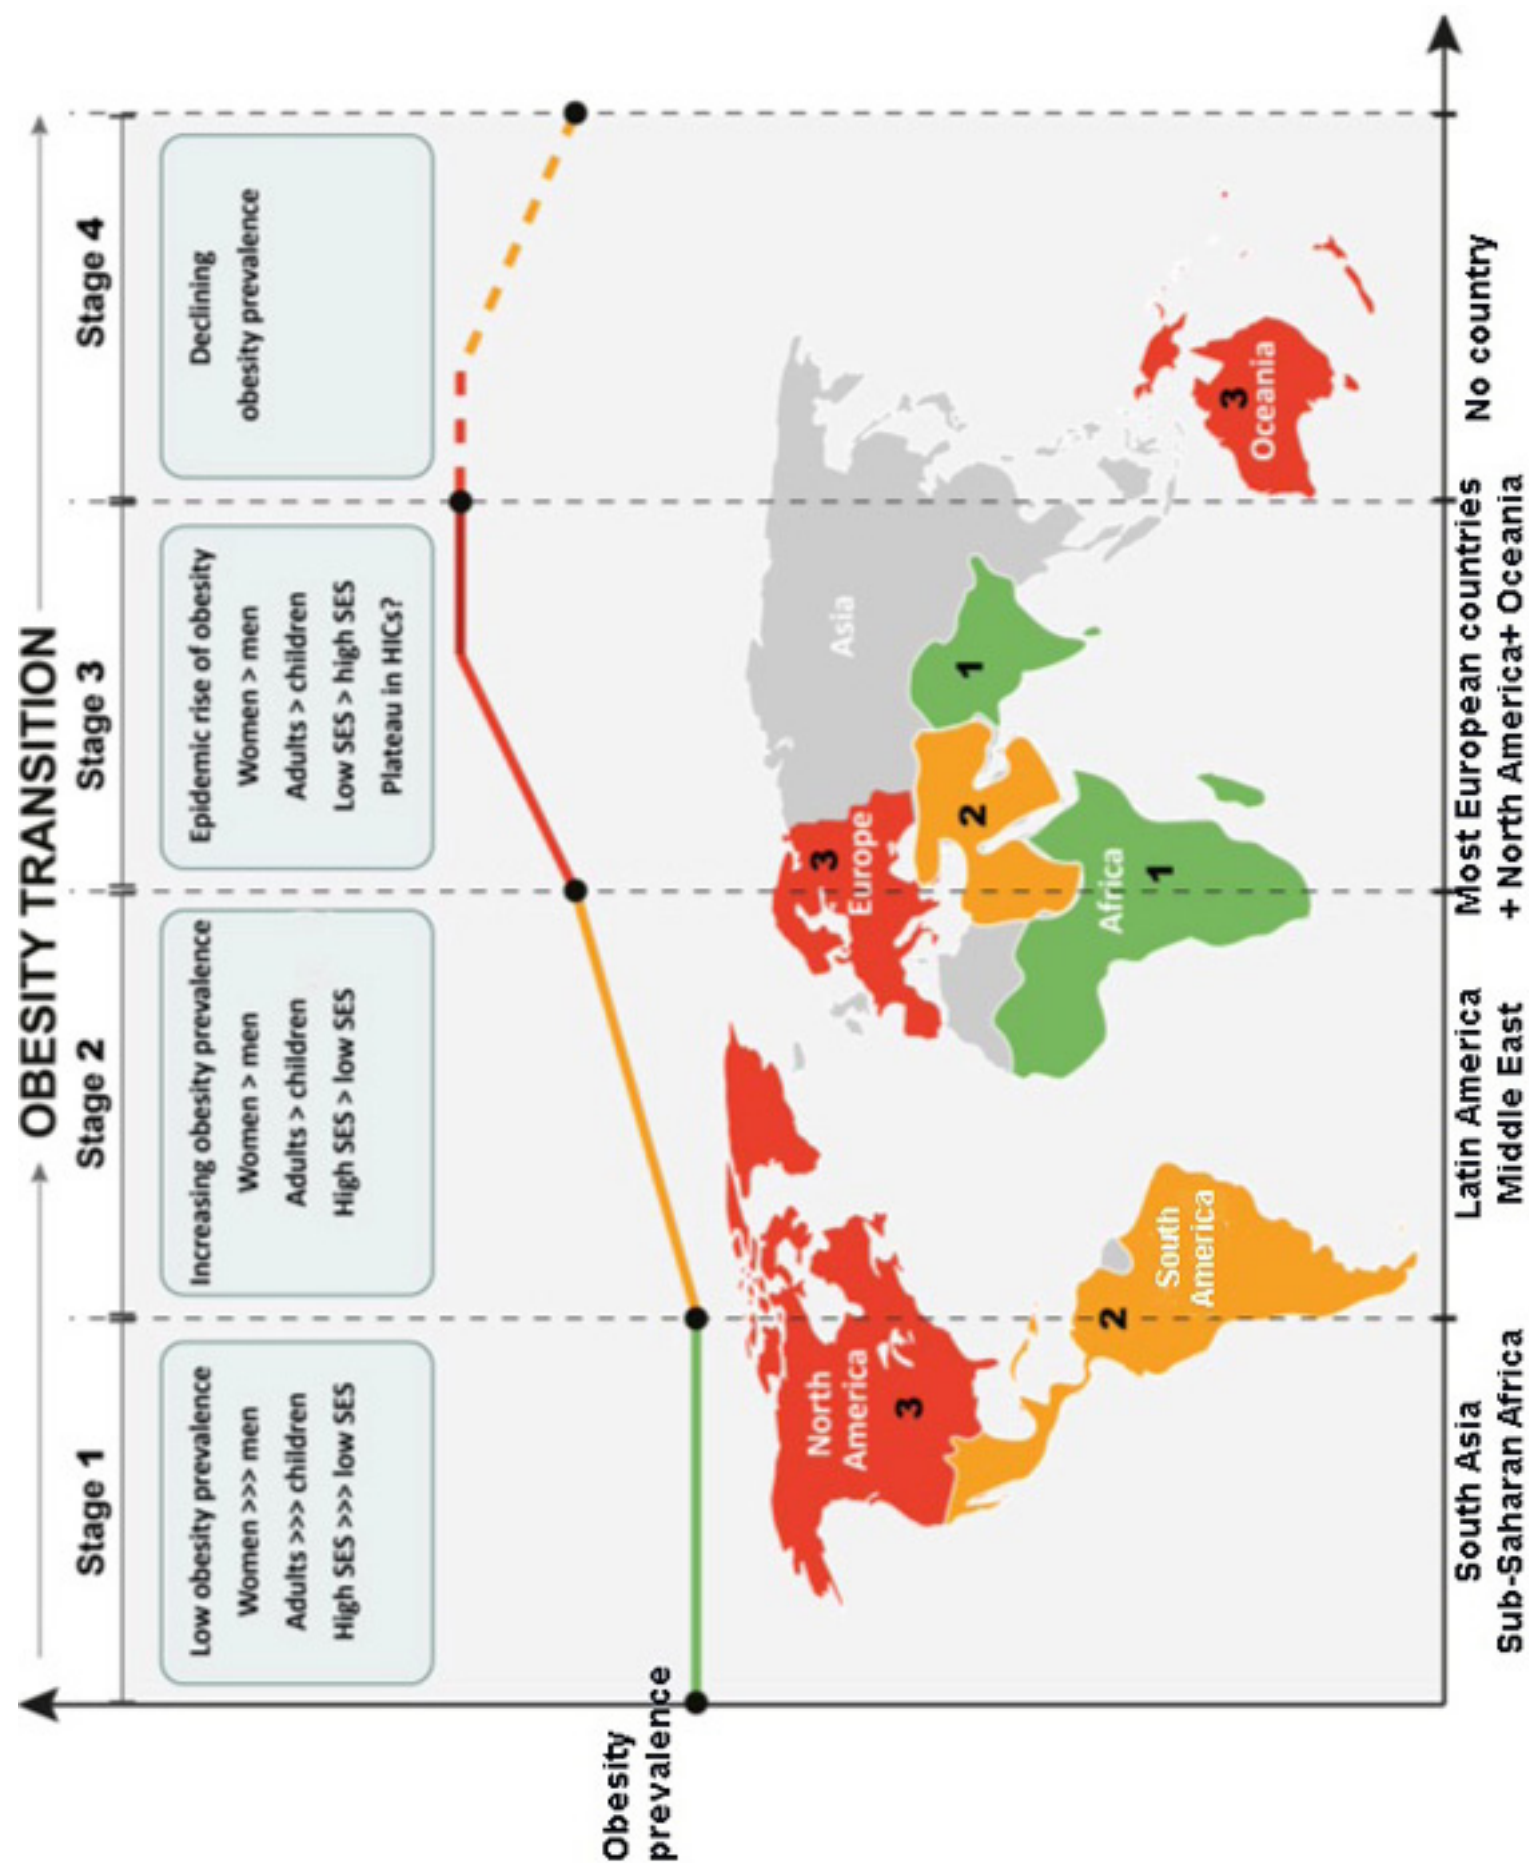 OBESITY TRANSITION
Stage 1
Stage 2
Stage 3
Stage 4
Low obesity prevalence
Women >>> men
Adults >>> children
High SES >>> low SES
Increasing obesity prevalence
Women > men
Adults > children
High SES > low SES
Epidemic rise of obesity
Women > men
Adults > children
Low SES > high SES
Plateau in HICs?
Declining
obesity prevalence
Obesity
prevalence
North
America
3
2
South
America
3
Europe
Asia
2
1
Africa
1
3
Oceania
South Asia
Sub-Saharan Africa
Latin America
Middle East
Most European countries
+ North America+ Oceania
No country